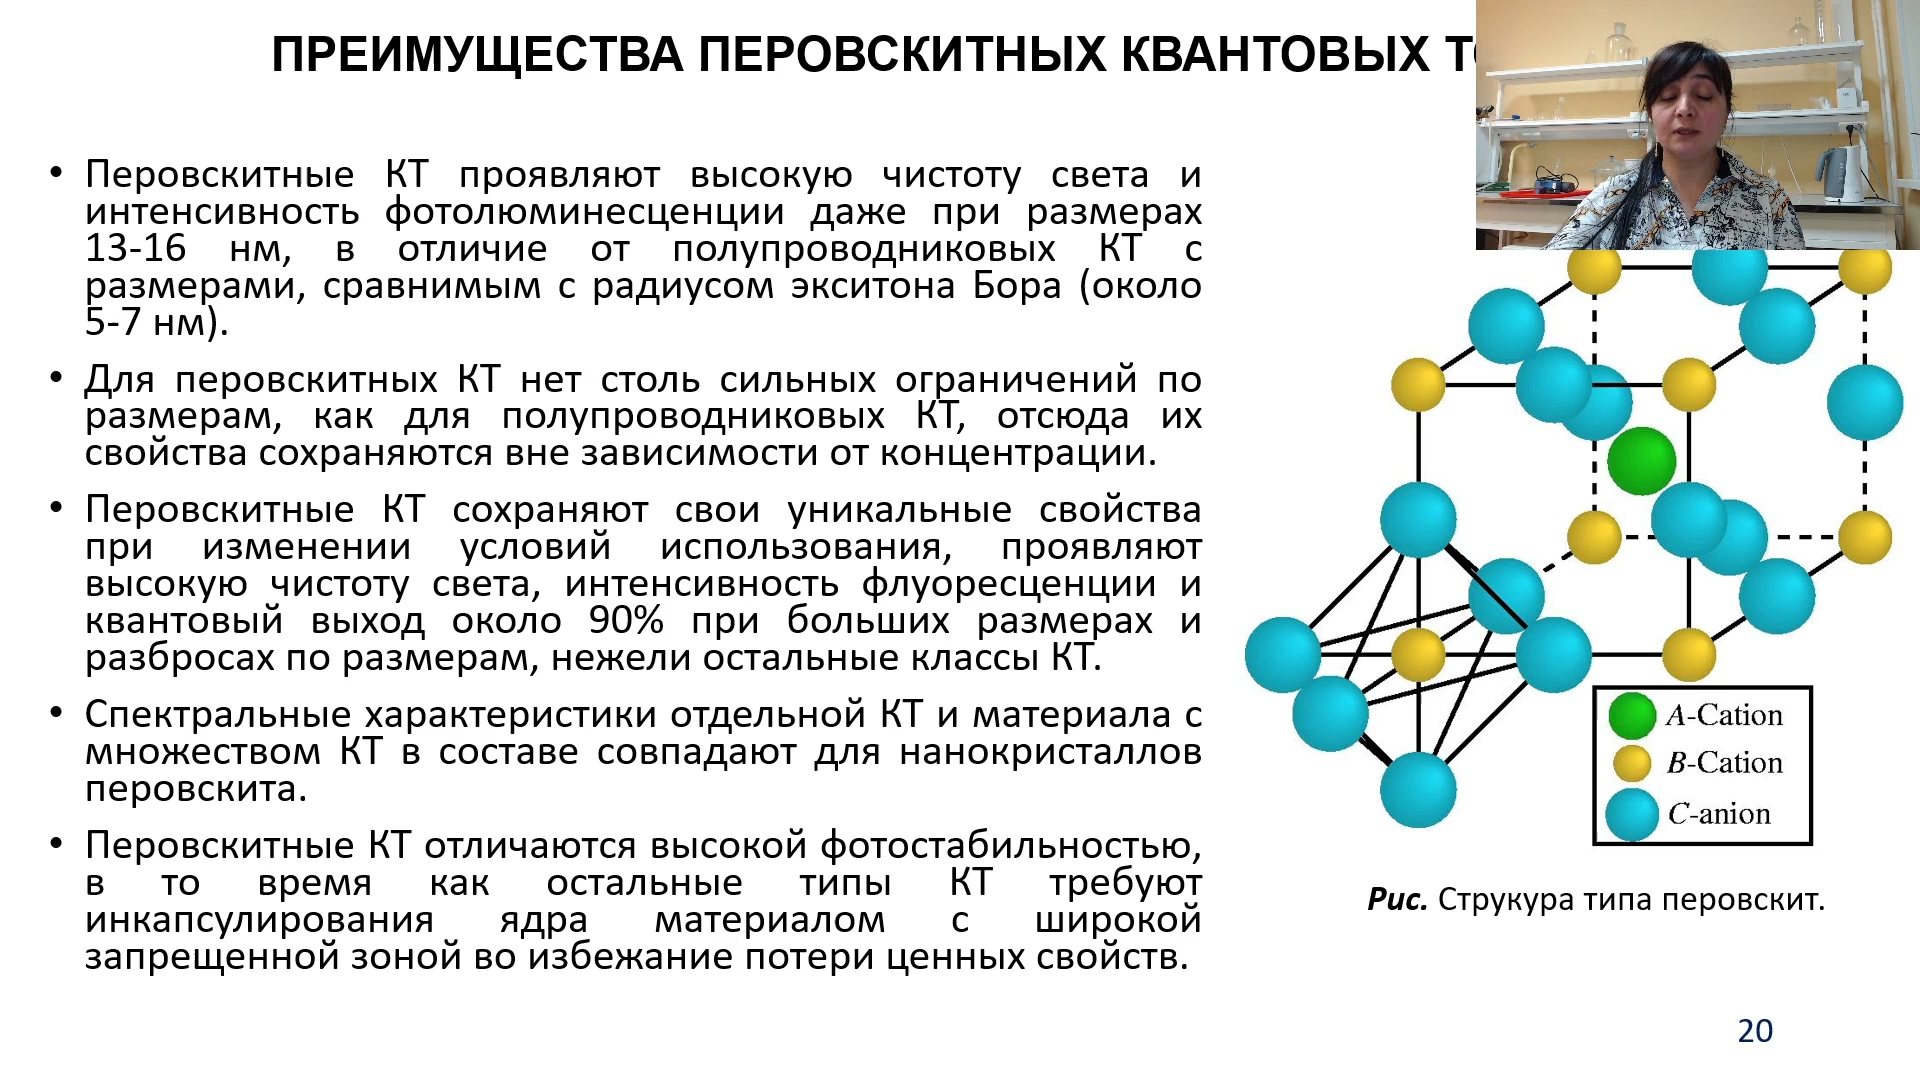 ПРЕИМУЩЕСТВА ПЕРОВСКИТНЫХ КВАНТОВЫХ
• Перовскитные КТ проявляют высокую чистоту света и
интенсивность фотолюминесценции даже при размерах
13-16 нм, в отличие от полупроводниковых КТ с
размерами, сравнимым с радиусом экситона Бора (около
5-7 нм).
• Для перовскитных КТ нет столь сильных ограничений по
размерам, как для полупроводниковых КТ, отсюда их
свойства сохраняются вне зависимости от концентрации.
• Перовскитные КТ сохраняют свои уникальные свойства
при изменении условий использования, проявляют
высокую чистоту света, интенсивность флуоресценции и
квантовый выход около 90% при больших размерах и
разбросах по размерам, нежели остальные классы КТ.
• Спектральные характеристики отдельной КТ и материала с
множеством КТ в составе совпадают для нанокристаллов
перовскита.
• Перовскитные КТ отличаются высокой фотостабильностью,
в то время как остальные типы КТ требуют
инкапсулирования ядра материалом с широкой
запрещенной зоной во избежание потери ценных свойств.
A-Cation
B-Cation
C-anion
Рис. Струкура типа перовскит.
20